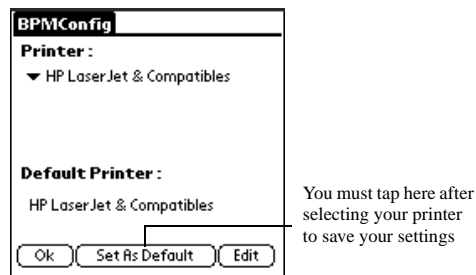 BPMConfig
Printer:
HP LaserJet & Compatibles
Default Printer:
HP LaserJet & Compatibles
Ok
Set As Default
Edit
You must tap here after
selecting your printer
to save your settings